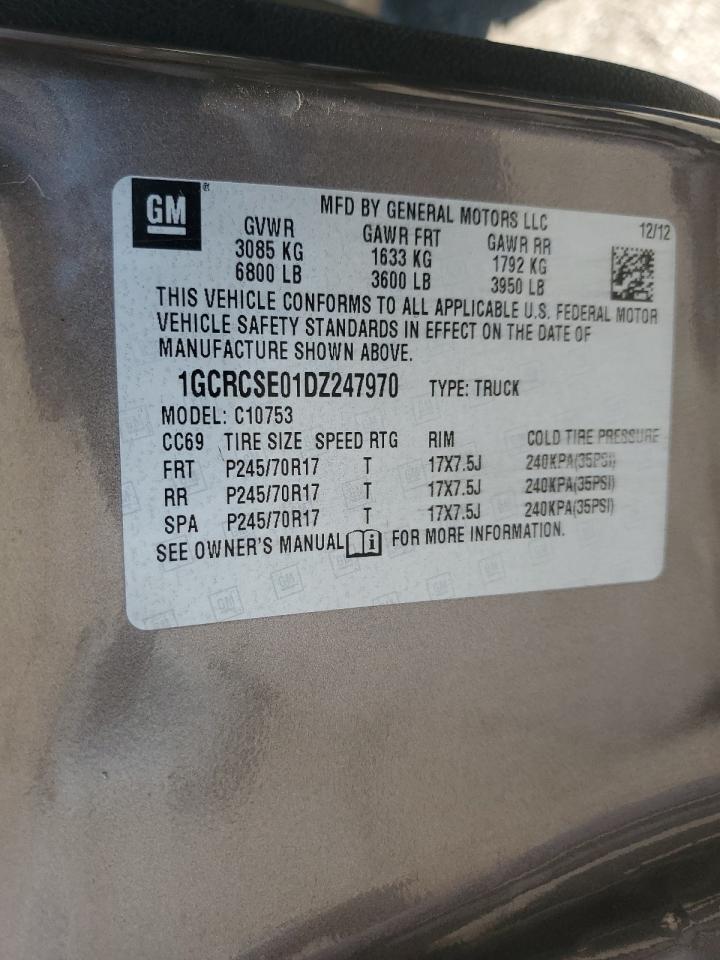 GM®
MFD BY GENERAL MOTORS LLC
12/12
GVWR GAWR FRT GAWR RR
3085 KG 1633 KG 1792 KG
6800 LB 3600 LB 3950 LB
THIS VEHICLE CONFORMS TO ALL APPLICABLE U.S. FEDERAL MOTOR
VEHICLE SAFETY STANDARDS IN EFFECT ON THE DATE OF
MANUFACTURE SHOWN ABOVE.
1GCRCSE01DZ247970 TYPE: TRUCK
MODEL: C10753
CC69 TIRE SIZE SPEED RTG RIM COLD TIRE PRESSURE
FRT P245/70R17 T 17X7.5J 240KPA(35PSI)
RR P245/70R17 T 17X7.5J 240KPA(35PSI)
SPA P245/70R17 T 17X7.5J 240KPA(35PSI)
SEE OWNER'S MANUAL i FOR MORE INFORMATION.